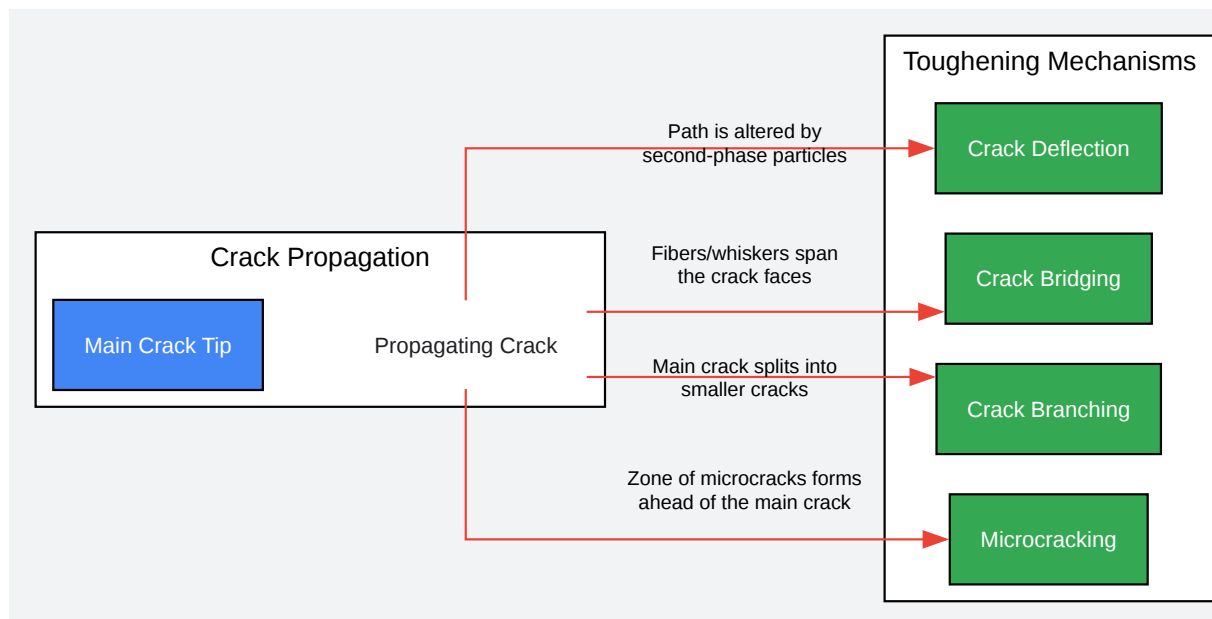 Crack Propagation
Main Crack Tip
Propagating Crack
Path is altered by
second-phase particles
Fibers/whiskers span
the crack faces
Main crack splits into
smaller cracks
Zone of microcracks forms
ahead of the main crack
Toughening Mechanisms
Crack Deflection
Crack Bridging
Crack Branching
Microcracking